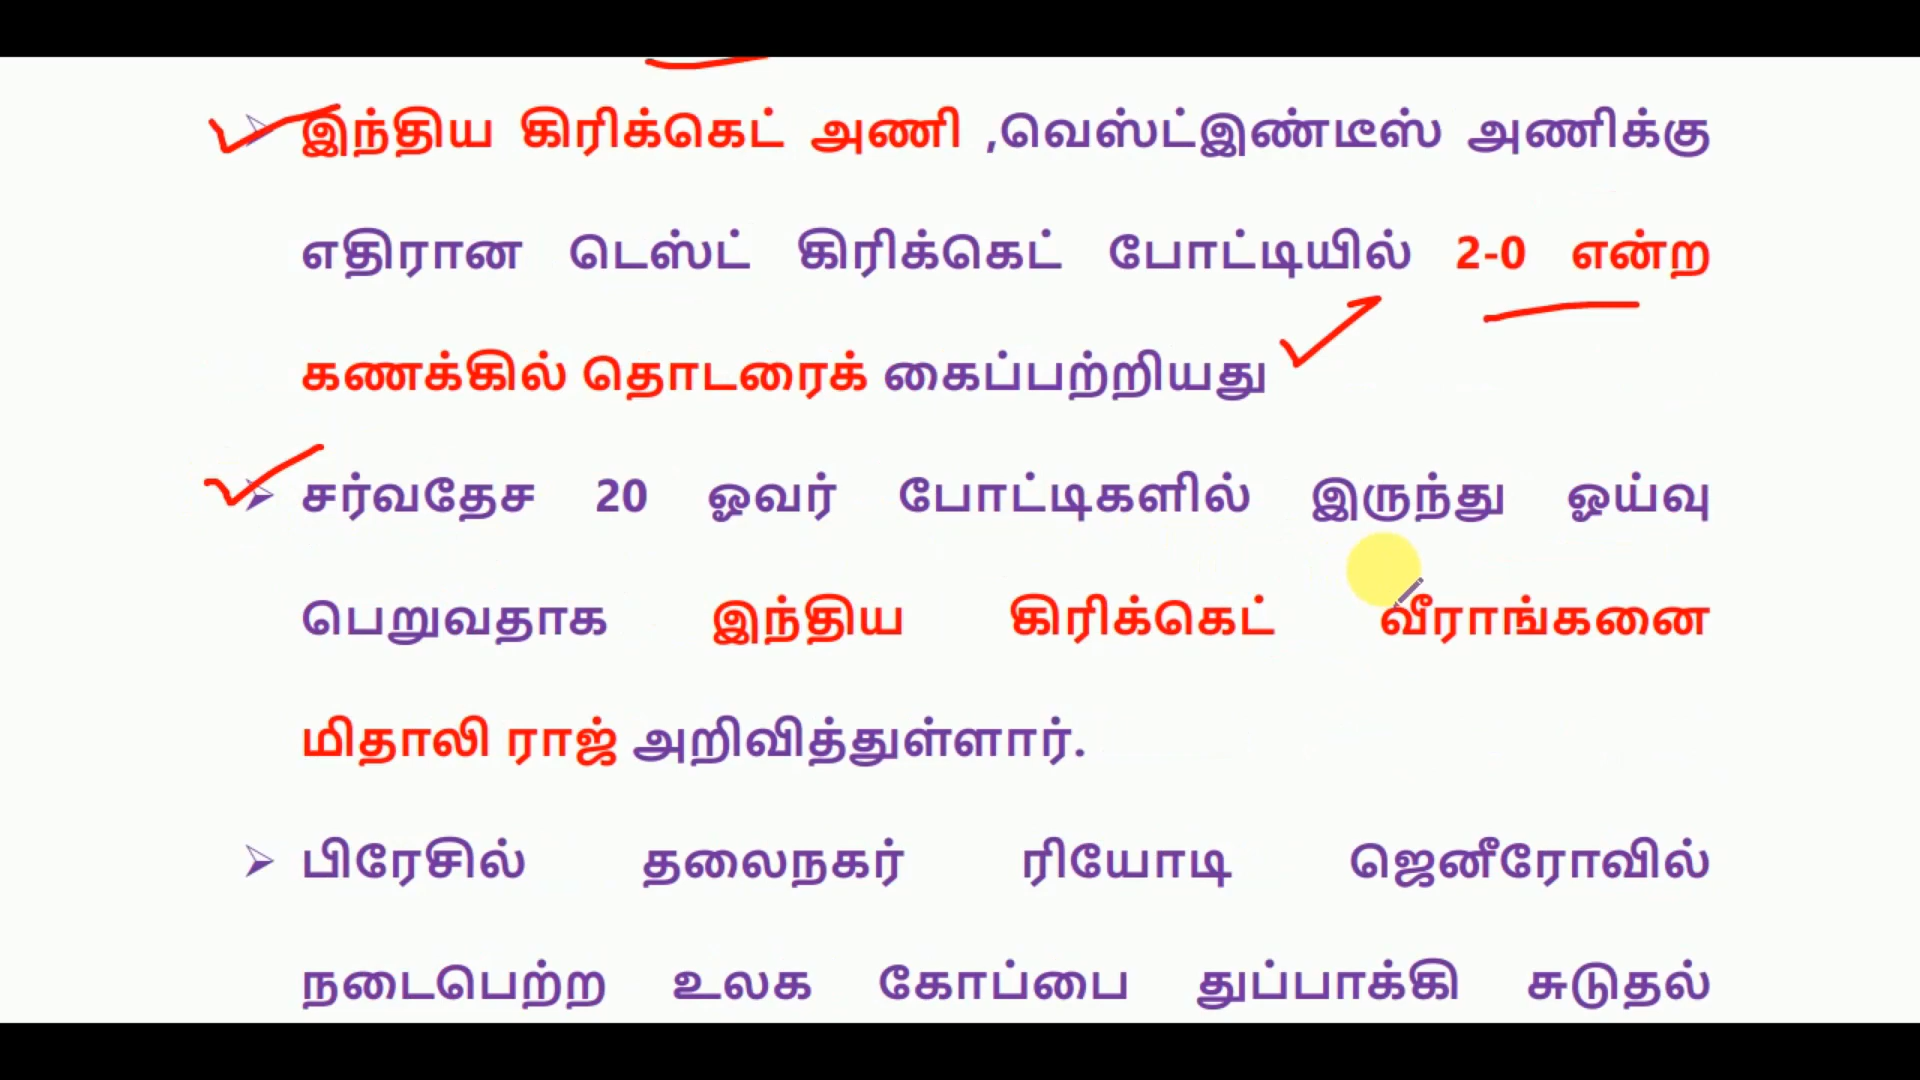 இந்திய கிரிக்கெட் அணி ,வெஸ்ட்இண்டீஸ் அணிக்கு
எதிரான டெஸ்ட் கிரிக்கெட் போட்டியில் 2-0 என்ற
கணக்கில் தொடரைக் கைப்பற்றியது
சர்வதேச 20 ஓவர் போட்டிகளில் இருந்து ஓய்வு
பெறுவதாக இந்திய கிரிக்கெட் வீராங்கனை
மிதாலி ராஜ் அறிவித்துள்ளார்.
பிரேசில் தலைநகர் ரியோடி ஜெனீரோவில்
நடைபெற்ற உலக கோப்பை துப்பாக்கி சுடுதல்